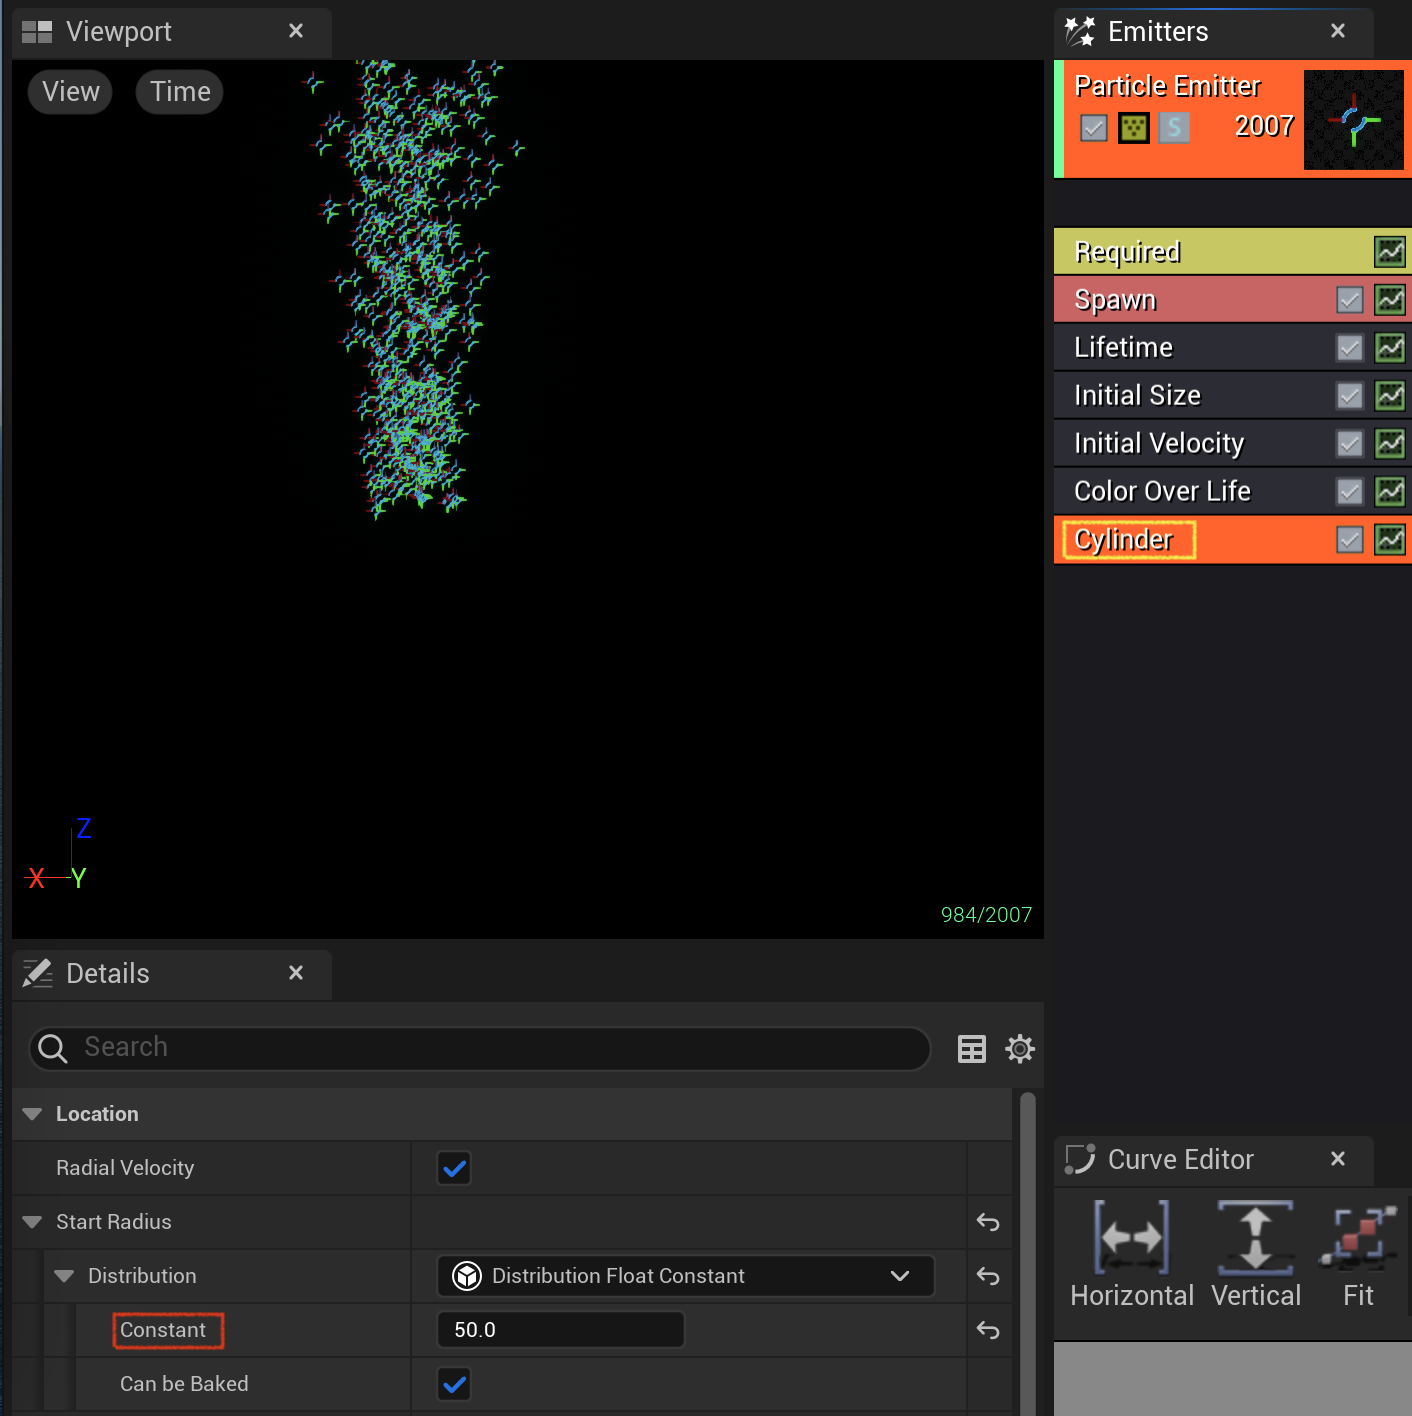 Viewport
View
Time
Z
X
Y
984/2007
Emitters
Particle Emitter
S
2007
Required
Spawn
Lifetime
Initial Size
Initial Velocity
Color Over Life
Cylinder
Details
Search
Location
Radial Velocity
Start Radius
Distribution
Distribution Float Constant
Constant
50.0
Can be Baked
Curve Editor
Horizontal
Vertical
Fit